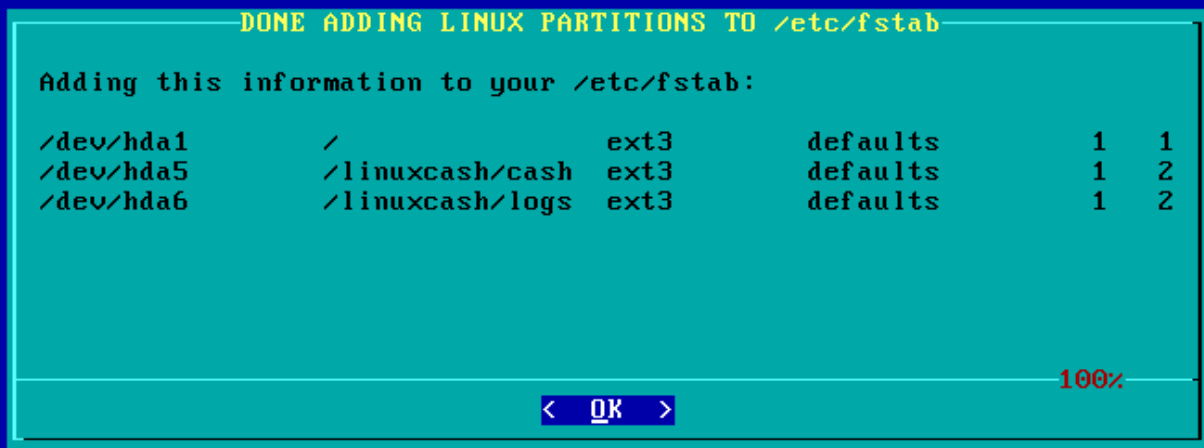 DONE ADDING LINUX PARTITIONS TO /etc/fstab
Adding this information to your /etc/fstab:
/dev/hda1 / ext3 defaults 1 1
/dev/hda5 /linuxcash/cash ext3 defaults 1 2
/dev/hda6 /linuxcash/logs ext3 defaults 1 2
100%
< OK >